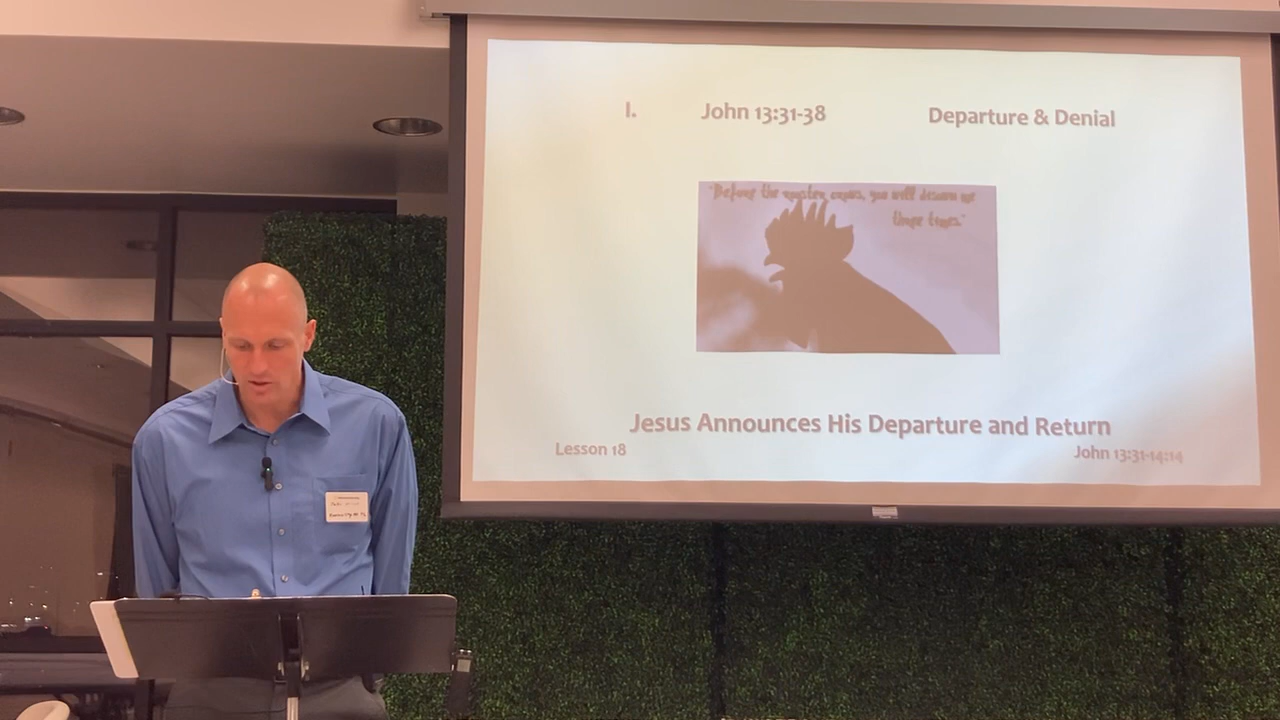 I. John 13:31-38 Departure & Denial
"Before the rooster crows, you will disown me
three times."
Jesus Announces His Departure and Return
Lesson 18 John 13:31-14:14